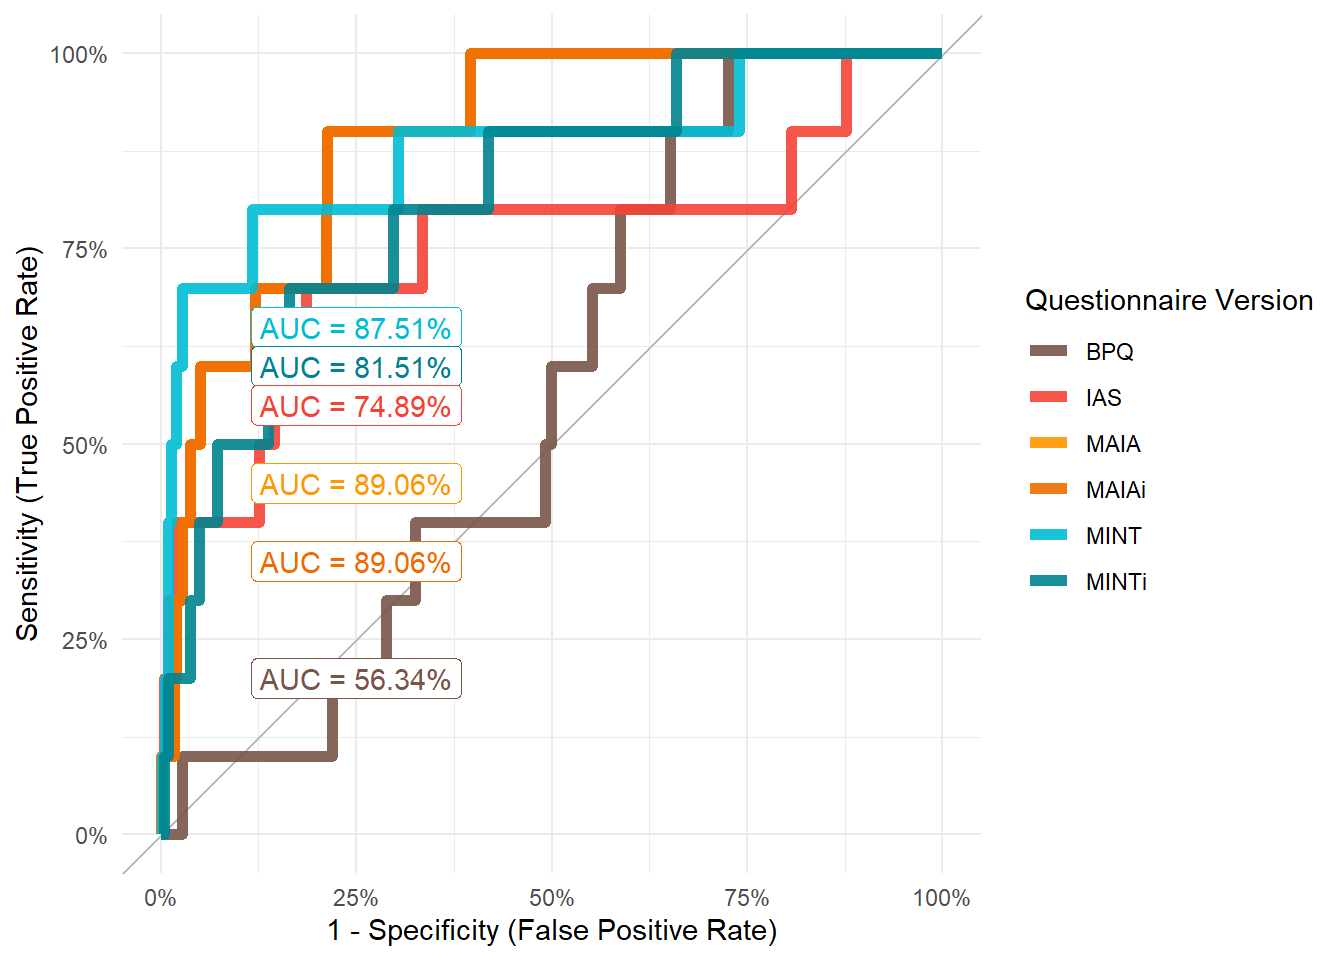 100%
75%
50%
25%
0%
Sensitivity (True Positive Rate)
AUC = 87.51%
AUC = 81.51%
AUC = 74.89%
AUC = 89.06%
AUC = 89.06%
AUC = 56.34%
0%
25%
50%
75%
100%
1 - Specificity (False Positive Rate)
Questionnaire Version
BPQ
IAS
MAIA
MAIAi
MINT
MINTi